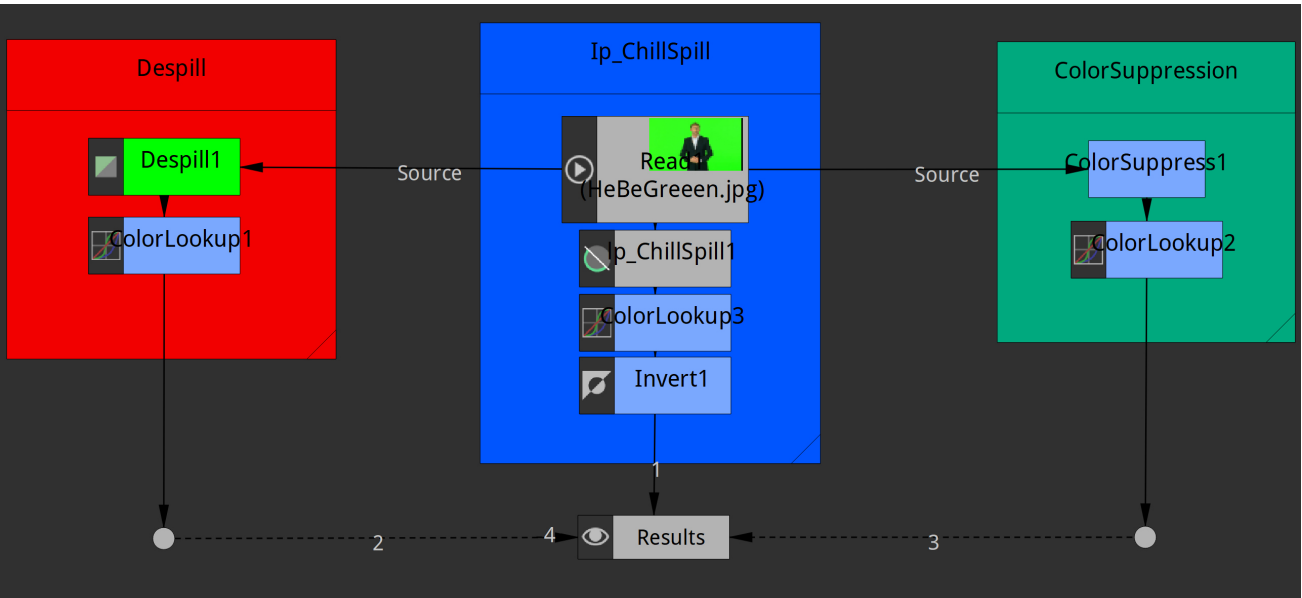 Despill
Ip_ChillSpill
ColorSuppression
Despill1
Source
Read
(HeBeGreeen.jpg)
Source
ColorSuppress1
ColorLookup1
Ip_ChillSpill1
ColorLookup2
ColorLookup3
Invert1
1
2
4
Results
3